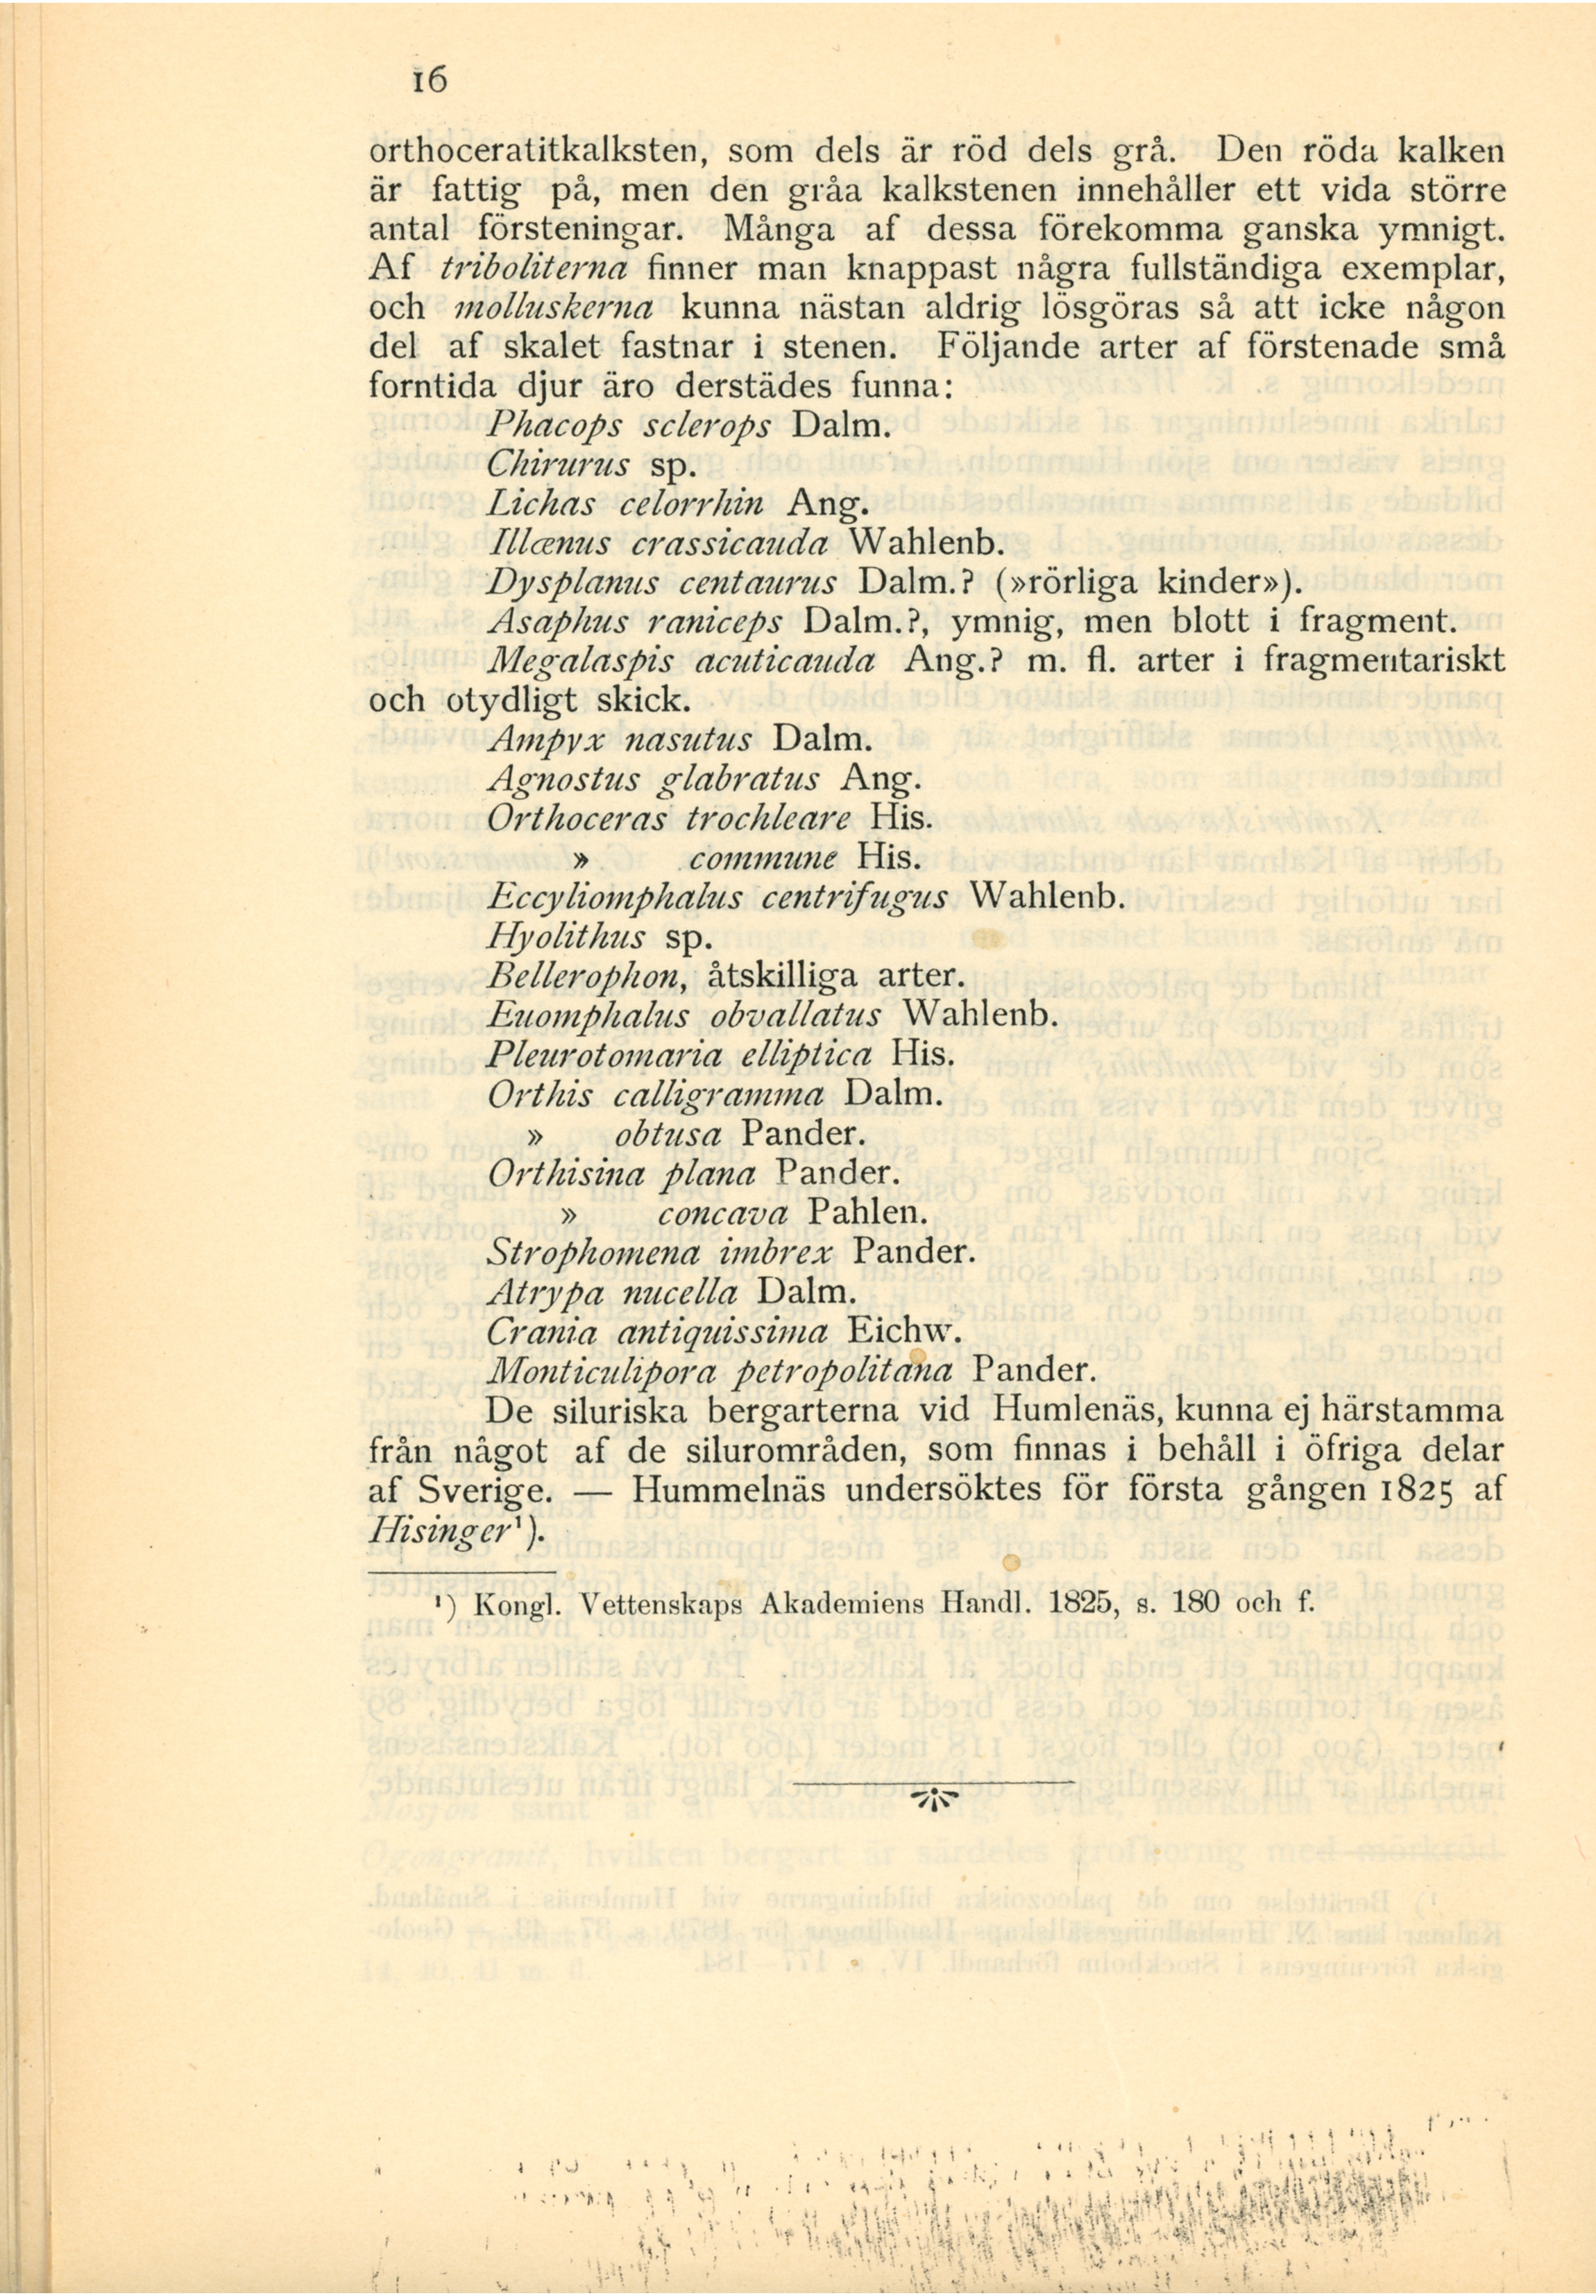 16
orthoceratitkalksten, som dels är röd dels grå. Den röda kalken
är fattig på, men den gråa kalkstenen innehåller ett vida större
antal försteningar. Många af dessa förekomma ganska ymnigt.
Af triboliterna finner man knappast några fullständiga exemplar,
och molluskerna kunna nästan aldrig lösgöras så att icke någon
del af skalet fastnar i stenen. Följande arter af förstenade små
forntida djur äro derstädes funna:
Phacops sclerops Dalm.
Chirurus sp.
Lichas celorrhin Ang.
Illænus crassicauda Wahlenb.
Dysplanus centaurus Dalm.? (»rörliga kinder»).
Asaphus raniceps Dalm.?, ymnig, men blott i fragment.
Megalaspis acuticauda Ang.? m. fl. arter i fragmentariskt
och otydligt skick.
Ampyx nasutus Dalm.
Agnostus glabratus Ang.
Orthoceras trochleare His.
» commune His.
Eccyliomphalus centrifugus Wahlenb.
Hyolithus sp.
Bellerophon, åtskilliga arter.
Euomphalus obvallatus Wahlenb.
Pleurotomaria elliptica His.
Orthis calligramma Dalm.
» obtusa Pander.
Orthisina plana Pander.
» concava Pahlen.
Strophomena imbrex Pander.
Atrypa nucella Dalm.
Crania antiquissima Eichw.
Monticulipora petropolitana Pander.
De siluriska bergarterna vid Humlenäs, kunna ej härstamma
från något af de silurområden, som finnas i behåll i öfriga delar
af Sverige. — Hummelnäs undersöktes för första gången 1825 af
Hisinger¹).
¹) Kongl. Vettenskaps Akademiens Handl. 1825, s. 180 och f.